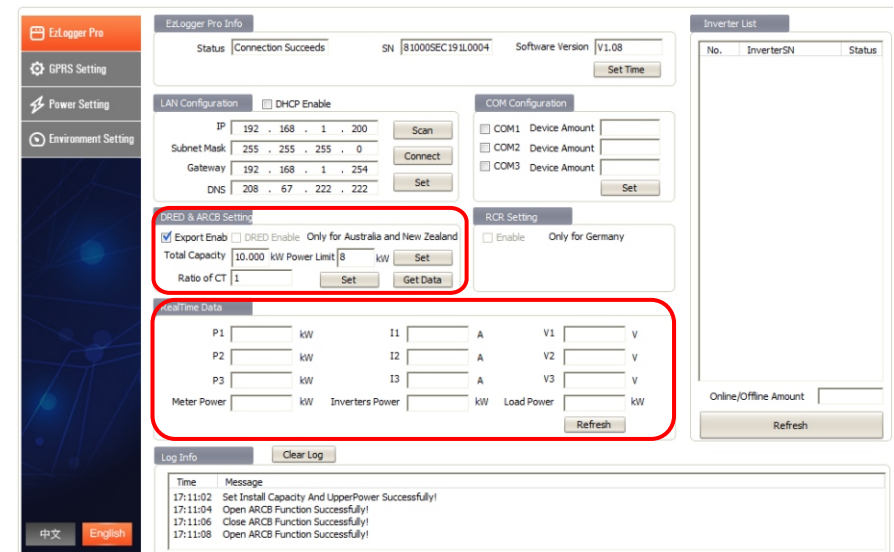 EzLogger Pro
GPRS Setting
Power Setting
Environment Setting
中文 English
EzLogger Pro Info
Status Connection Succeeds SN 81000SEC191L0004 Software Version V1.08
Set Time
LAN Configuration DHCP Enable
IP 192 . 168 . 1 . 200 Scan
Subnet Mask 255 . 255 . 255 . 0 Connect
Gateway 192 . 168 . 1 . 254
DNS 208 . 67 . 222 . 222 Set
COM Configuration
COM1 Device Amount
COM2 Device Amount
COM3 Device Amount
Set
DRED & ARCB Setting
Export Enab DRED Enable Only for Australia and New Zealand
Total Capacity 10.000 kW Power Limit 8 kW Set
Ratio of CT 1 Set Get Data
RCR Setting
Enable Only for Germany
RealTime Data
P1 kW I1 A V1 V
P2 kW I2 A V2 V
P3 kW I3 A V3 V
Meter Power kW Inverters Power kW Load Power kW
Refresh
Log Info Clear Log
Time Message
17:11:02 Set Install Capacity And UpperPower Successfully!
17:11:04 Open ARCB Function Successfully!
17:11:06 Close ARCB Function Successfully!
17:11:08 Open ARCB Function Successfully!
Inverter List
No. InverterSN Status
Online/Offline Amount
Refresh